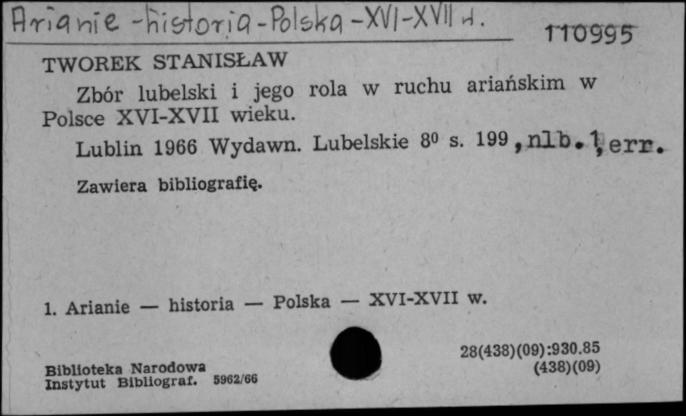 Arianie - historia - Polska - XVI-XVII w.
110995
TWOREK STANISŁAW
Zbór lubelski i jego rola w ruchu ariańskim w
Polsce XVI-XVII wieku.
Lublin 1966 Wydawn. Lubelskie 8⁰ s. 199, nlb. 1, err.
Zawiera bibliografię.
1. Arianie — historia — Polska — XVI-XVII w.
28(438)(09):930.85
(438)(09)
Biblioteka Narodowa
Instytut Bibliograf. 5962/66